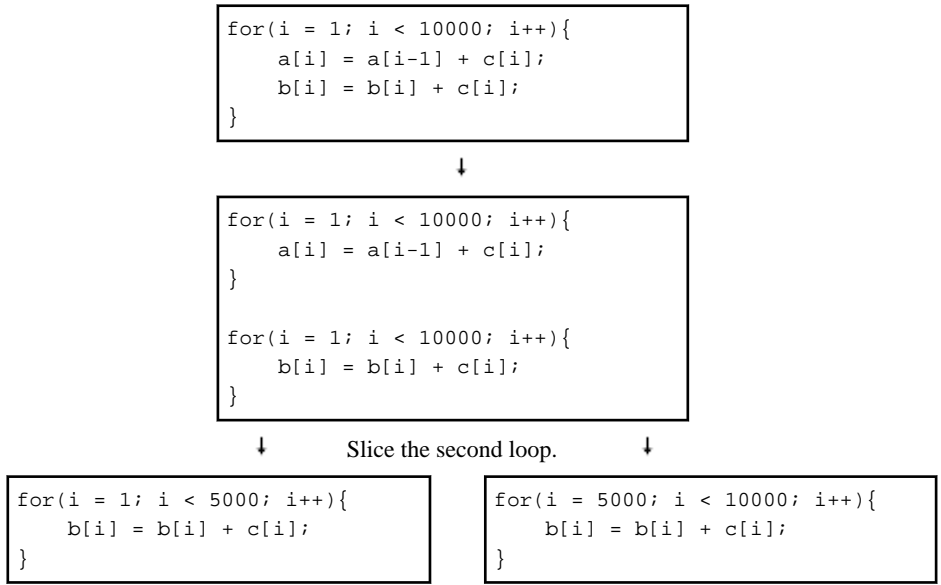 for(i = 1; i < 10000; i++){
    a[i] = a[i-1] + c[i];
    b[i] = b[i] + c[i];
}
for(i = 1; i < 10000; i++){
    a[i] = a[i-1] + c[i];
}
for(i = 1; i < 10000; i++){
    b[i] = b[i] + c[i];
}
Slice the second loop.
for(i = 1; i < 5000; i++){
    b[i] = b[i] + c[i];
}
for(i = 5000; i < 10000; i++){
    b[i] = b[i] + c[i];
}